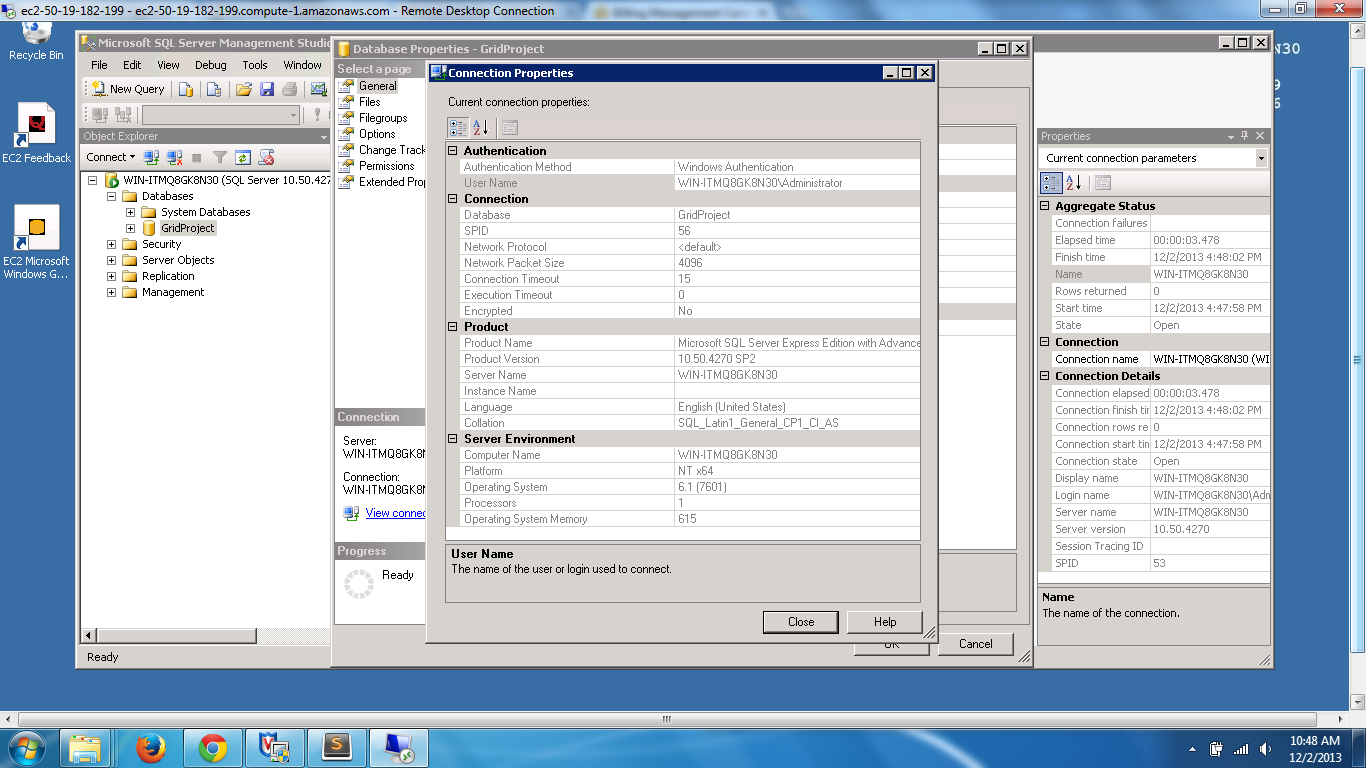 ec2-50-19-182-199 - ec2-50-19-182-199.compute-1.amazonaws.com - Remote Desktop Connection
Recycle Bin
EC2 Feedback
EC2 Microsoft
Windows G...
Microsoft SQL Server Management Studio
File Edit View Debug Tools Window
New Query
Object Explorer
Connect
WIN-ITMQ8GK8N30 (SQL Server 10.50.427
Databases
System Databases
GridProject
Security
Server Objects
Replication
Management
Ready
Database Properties - GridProject
Select a page
General
Files
Filegroups
Options
Change Track
Permissions
Extended Prop
Connection
Server:
WIN-ITMQ8GK8N
Connection:
WIN-ITMQ8GK8N
View connec
Progress
Ready
OK
Cancel
Connection Properties
Current connection properties:
Authentication
Authentication Method Windows Authentication
User Name WIN-ITMQ8GK8N30\Administrator
Connection
Database GridProject
SPID 56
Network Protocol <default>
Network Packet Size 4096
Connection Timeout 15
Execution Timeout 0
Encrypted No
Product
Product Name Microsoft SQL Server Express Edition with Advance
Product Version 10.50.4270 SP2
Server Name WIN-ITMQ8GK8N30
Instance Name
Language English (United States)
Collation SQL_Latin1_General_CP1_CI_AS
Server Environment
Computer Name WIN-ITMQ8GK8N30
Platform NT x64
Operating System 6.1 (7601)
Processors 1
Operating System Memory 615
User Name
The name of the user or login used to connect.
Close
Help
N30
9
6
Properties
Current connection parameters
Aggregate Status
Connection failures
Elapsed time 00:00:03.478
Finish time 12/2/2013 4:48:02 PM
Name WIN-ITMQ8GK8N30
Rows returned 0
Start time 12/2/2013 4:47:58 PM
State Open
Connection
Connection name WIN-ITMQ8GK8N30 (WI
Connection Details
Connection elapsed 00:00:03.478
Connection finish tir 12/2/2013 4:48:02 PM
Connection rows re 0
Connection start tin 12/2/2013 4:47:58 PM
Connection state Open
Display name WIN-ITMQ8GK8N30
Login name WIN-ITMQ8GK8N30\Adn
Server name WIN-ITMQ8GK8N30
Server version 10.50.4270
Session Tracing ID
SPID 53
Name
The name of the connection.
10:48 AM
12/2/2013